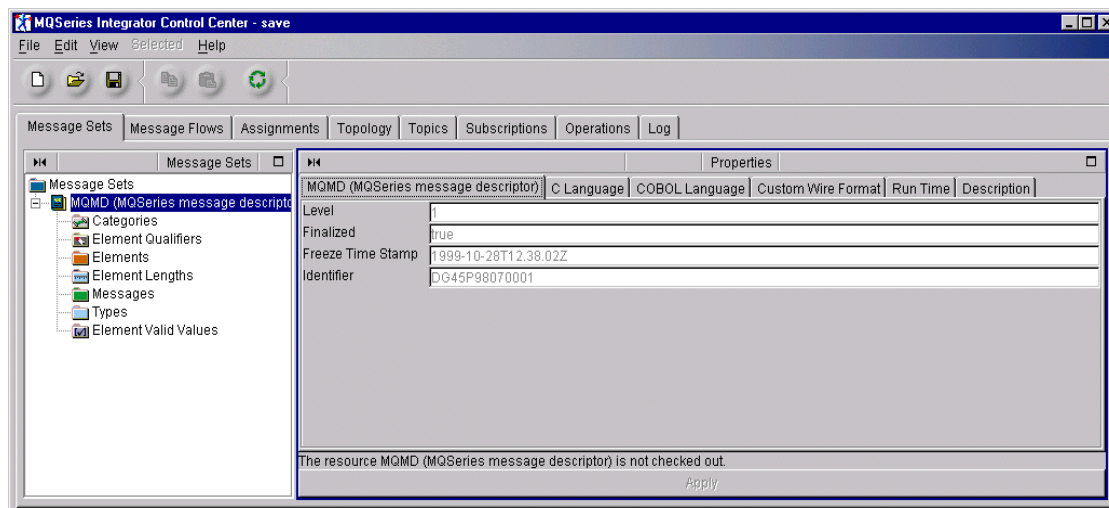 MQSeries Integrator Control Center - save
File Edit View Selected Help
Message Sets Message Flows Assignments Topology Topics Subscriptions Operations Log
Message Sets
Properties
Message Sets
MQMD (MQSeries message descripto
Categories
Element Qualifiers
Elements
Element Lengths
Messages
Types
Element Valid Values
MQMD (MQSeries message descriptor) C Language COBOL Language Custom Wire Format Run Time Description
Level 1
Finalized true
Freeze Time Stamp 1999-10-28T12.38.02Z
Identifier DG45P98070001
The resource MQMD (MQSeries message descriptor) is not checked out.
Apply